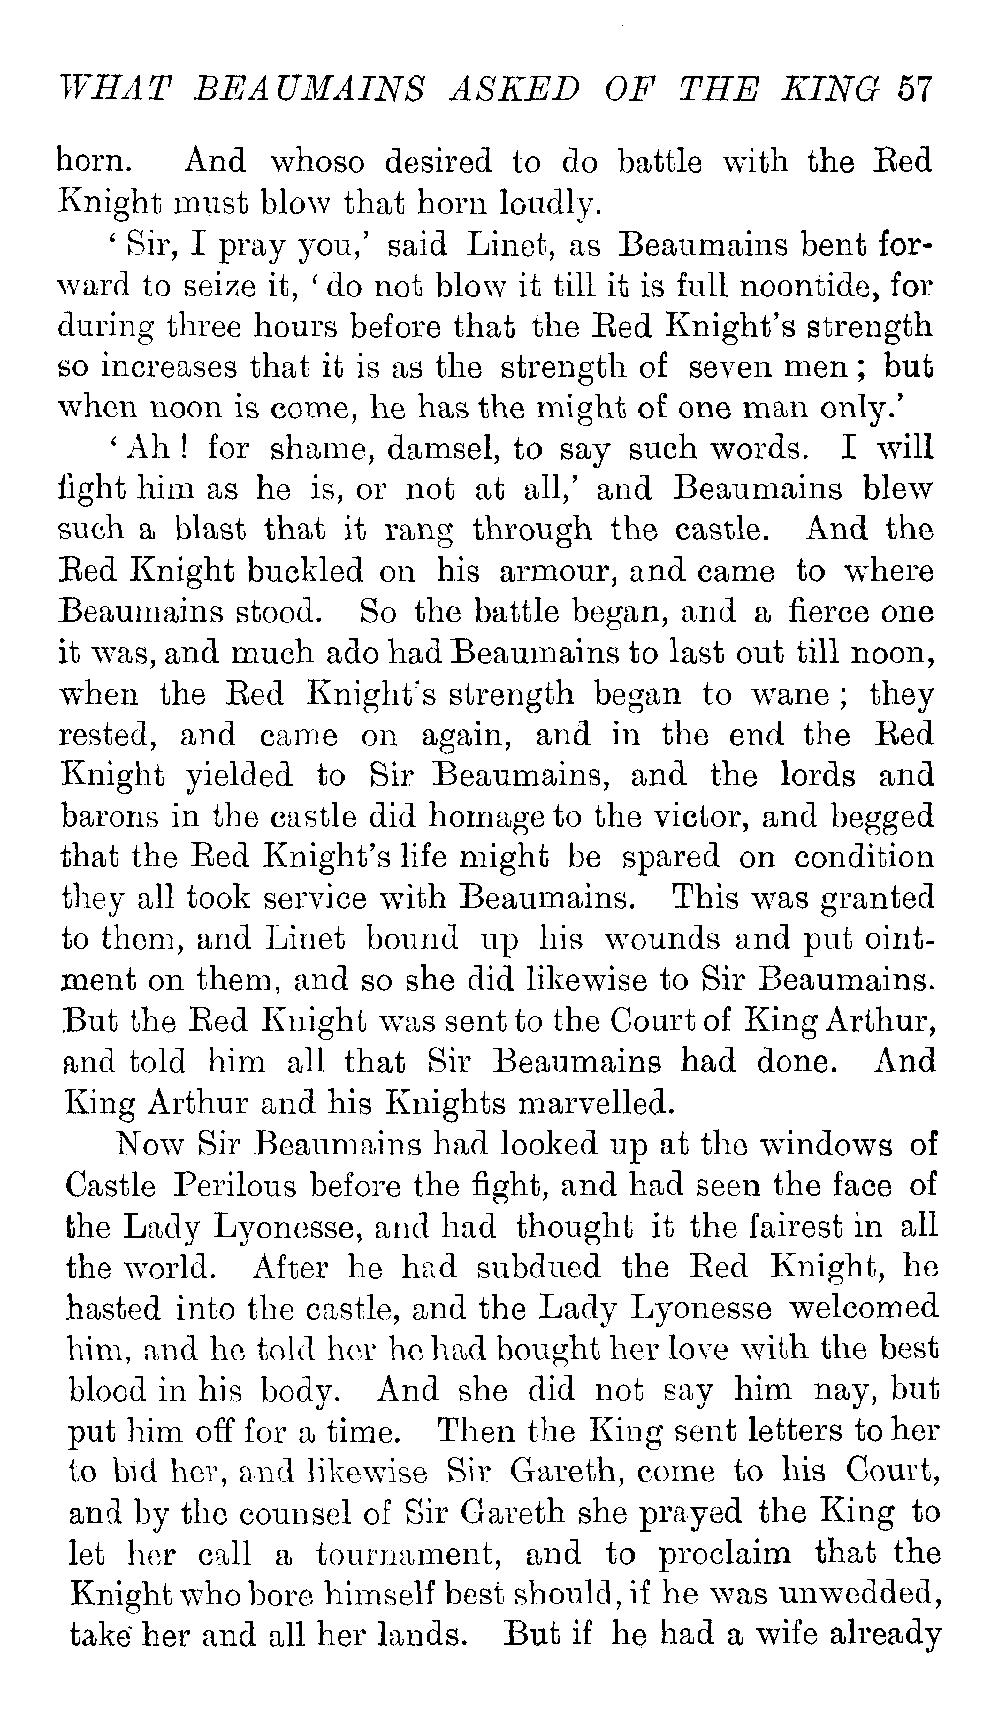 WHAT BEAUMAINS ASKED OF THE KING 57
horn. And whoso desired to do battle with the Red
Knight must blow that horn loudly.
‘ Sir, I pray you,’ said Linet, as Beaumains bent for-
ward to seize it, ‘ do not blow it till it is full noontide, for
during three hours before that the Red Knight’s strength
so increases that it is as the strength of seven men ; but
when noon is come, he has the might of one man only.’
‘ Ah ! for shame, damsel, to say such words. I will
fight him as he is, or not at all,’ and Beaumains blew
such a blast that it rang through the castle. And the
Red Knight buckled on his armour, and came to where
Beaumains stood. So the battle began, and a fierce one
it was, and much ado had Beaumains to last out till noon,
when the Red Knight’s strength began to wane ; they
rested, and came on again, and in the end the Red
Knight yielded to Sir Beaumains, and the lords and
barons in the castle did homage to the victor, and begged
that the Red Knight’s life might be spared on condition
they all took service with Beaumains. This was granted
to them, and Linet bound up his wounds and put oint-
ment on them, and so she did likewise to Sir Beaumains.
But the Red Knight was sent to the Court of King Arthur,
and told him all that Sir Beaumains had done. And
King Arthur and his Knights marvelled.
Now Sir Beaumains had looked up at the windows of
Castle Perilous before the fight, and had seen the face of
the Lady Lyonesse, and had thought it the fairest in all
the world. After he had subdued the Red Knight, he
hasted into the castle, and the Lady Lyonesse welcomed
him, and he told her he had bought her love with the best
blood in his body. And she did not say him nay, but
put him off for a time. Then the King sent letters to her
to bid her, and likewise Sir Gareth, come to his Court,
and by the counsel of Sir Gareth she prayed the King to
let her call a tournament, and to proclaim that the
Knight who bore himself best should, if he was unwedded,
take her and all her lands. But if he had a wife already